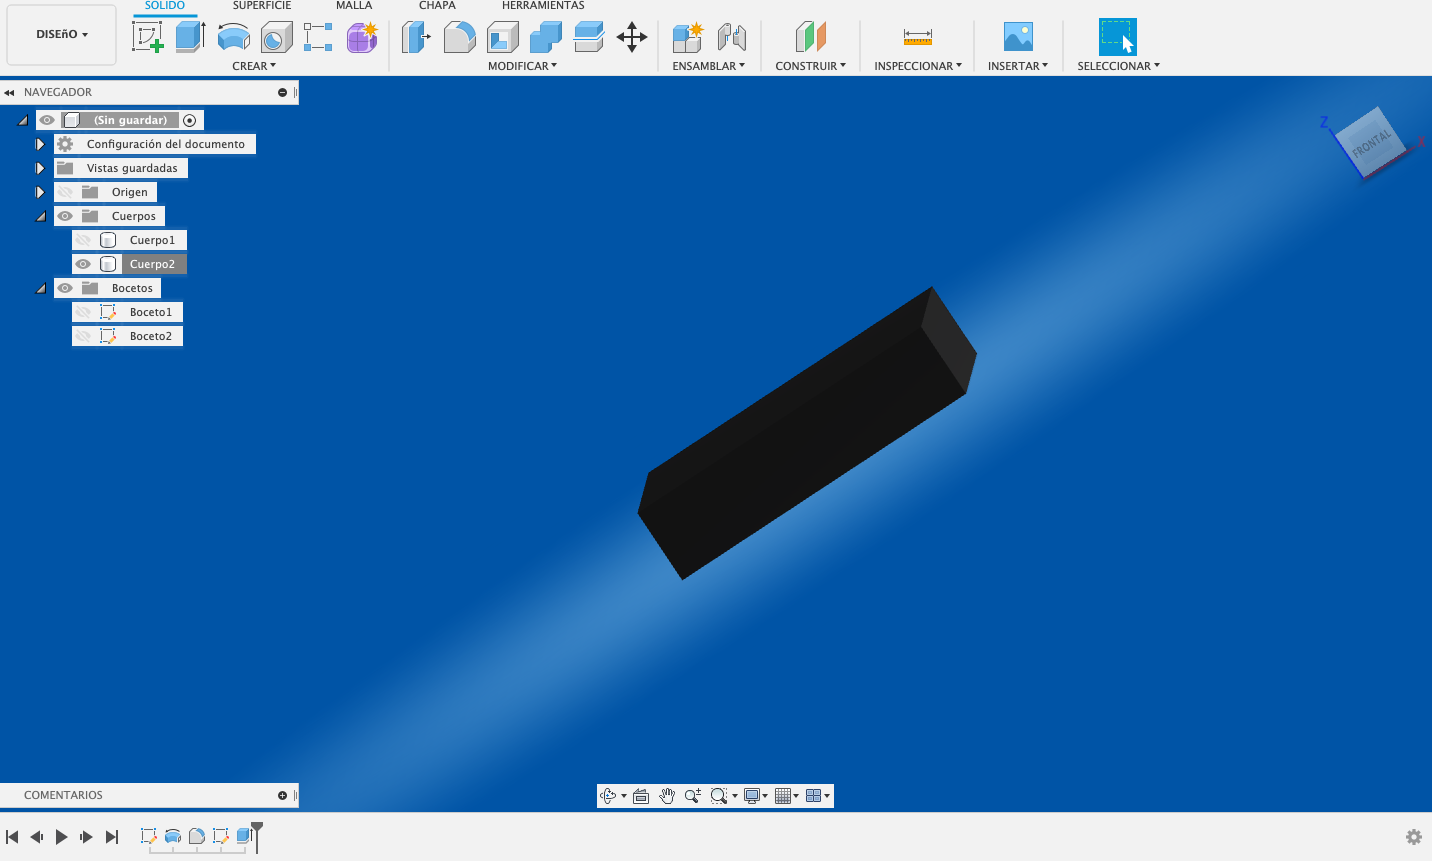 SÓLIDO SUPERFICIE MALLA CHAPA HERRAMIENTAS
DISEñO
CREAR MODIFICAR ENSAMBLAR CONSTRUIR INSPECCIONAR INSERTAR SELECCIONAR
NAVEGADOR
(Sin guardar)
Configuración del documento
Vistas guardadas
Origen
Cuerpos
Cuerpo1
Cuerpo2
Bocetos
Boceto1
Boceto2
Z
FRONTAL
X
COMENTARIOS